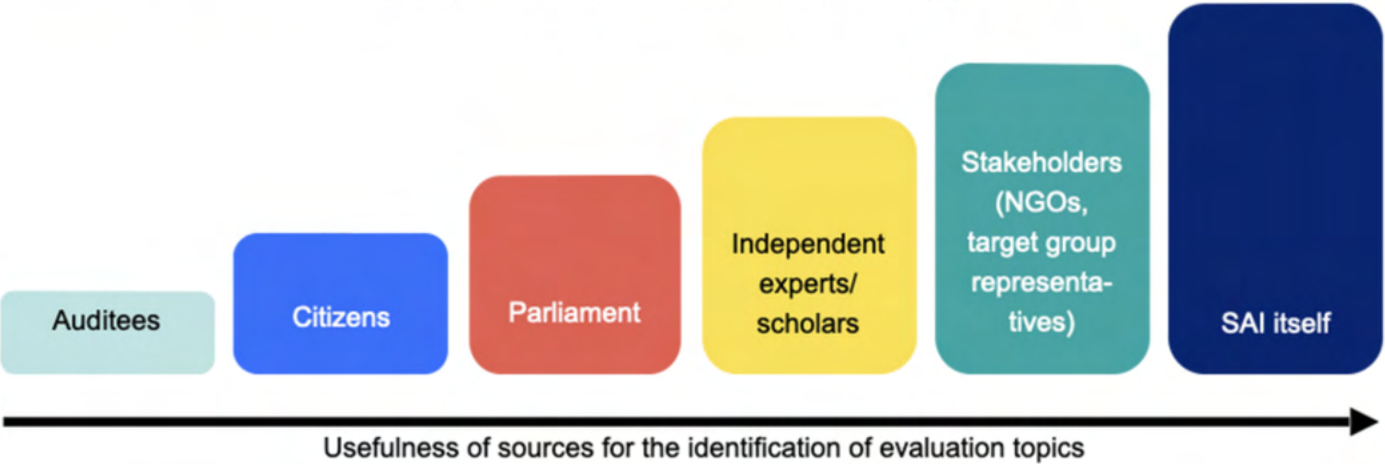 Auditees
Citizens
Parliament
Independent
experts/
scholars
Stakeholders
(NGOs,
target group
representa-
tives)
SAI itself
Usefulness of sources for the identification of evaluation topics